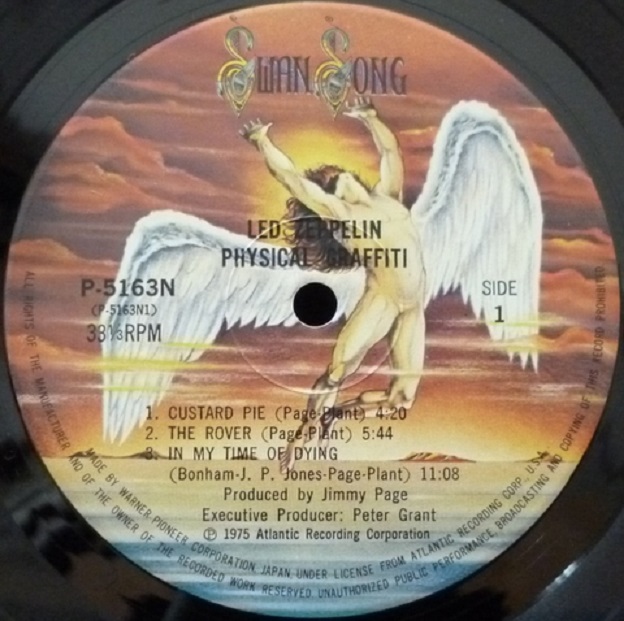 SWAN SONG
LED ZEPPELIN
PHYSICAL GRAFFITI
P-5163N
(P-5163N1)
33⅓RPM
SIDE
1
1. CUSTARD PIE (Page-Plant) 4:20
2. THE ROVER (Page-Plant) 5:44
3. IN MY TIME OF DYING
(Bonham-J. P. Jones-Page-Plant) 11:08
Produced by Jimmy Page
Executive Producer: Peter Grant
Ⓟ 1975 Atlantic Recording Corporation
MADE BY WARNER-PIONEER CORPORATION, JAPAN, UNDER LICENSE FROM ATLANTIC RECORDING CORP., U.S.A.
ALL RIGHTS OF THE MANUFACTURER AND OF THE OWNER OF THE RECORDED WORK RESERVED. UNAUTHORIZED PUBLIC PERFORMANCE, BROADCASTING AND COPYING OF THIS RECORD PROHIBITED